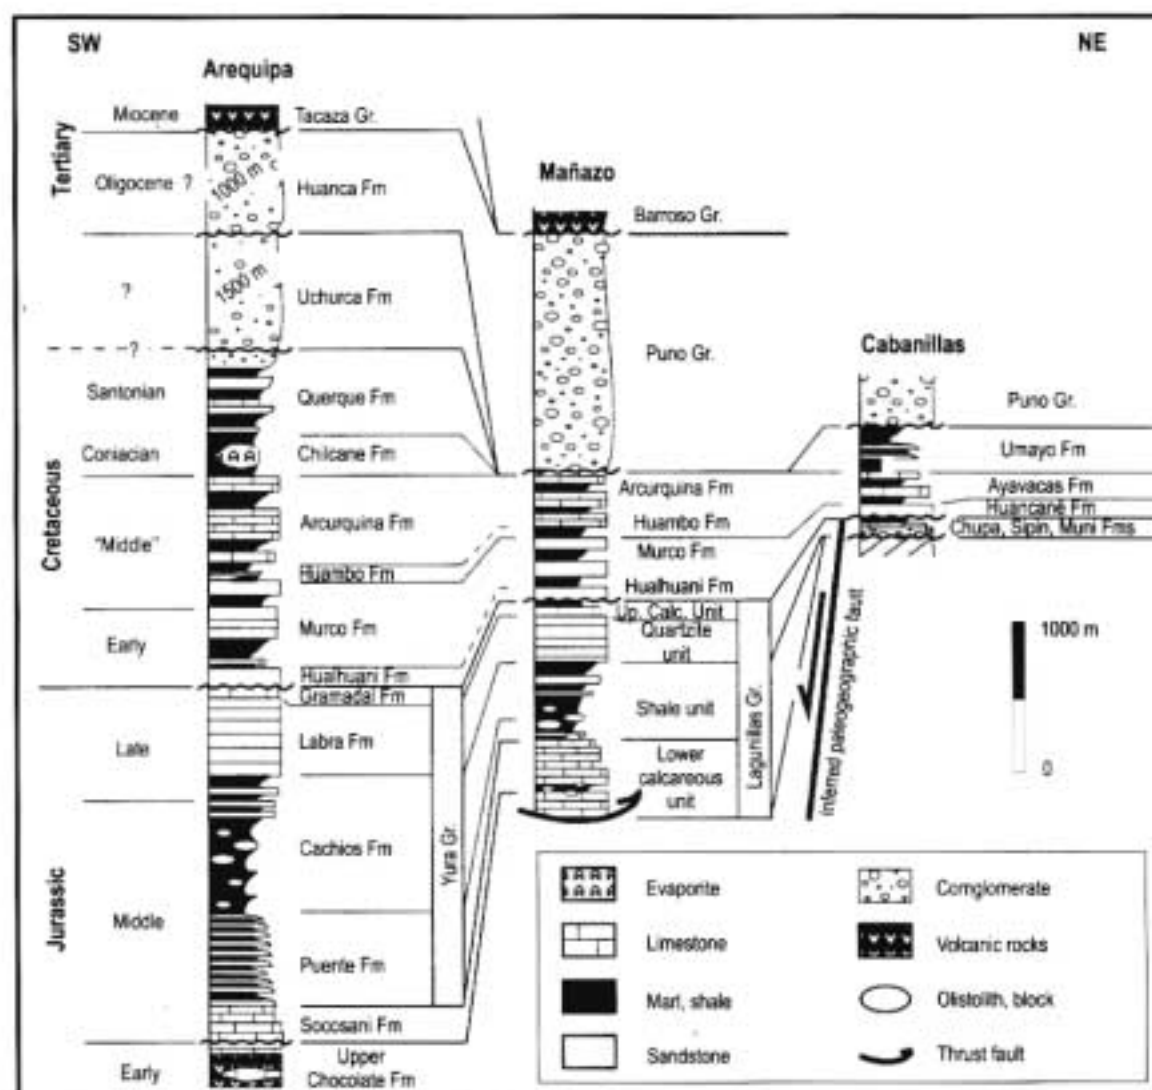 SW
NE
Arequipa
Tertiary
Miocene
Tacaza Gr.
Oligocene ?
1000 m
Huanca Fm
?
1500 m
Uchurca Fm
?
Cretaceous
Santonian
Querque Fm
Coniacian
Chilcane Fm
"Middle"
Arcurquina Fm
Huambo Fm
Early
Murco Fm
Hualhuani Fm
Gramadal Fm
Jurassic
Late
Labra Fm
Cachios Fm
Middle
Puente Fm
Yura Gr.
Socosani Fm
Early
Upper
Chocolate Fm
Mañazo
Barroso Gr.
Puno Gr.
Arcurquina Fm
Huambo Fm
Murco Fm
Hualhuani Fm
Up. Calc. Unit
Quartzite
unit
Shale unit
Lower
calcareous
unit
Lagunillas Gr.
Cabanillas
Puno Gr.
Umayo Fm
Ayavacas Fm
Huancané Fm
Chupa, Sipin, Muni Fms
inferred paleogeographic fault
1000 m
0
Evaporite
Conglomerate
Limestone
Volcanic rocks
Marl, shale
Olistolith, block
Sandstone
Thrust fault